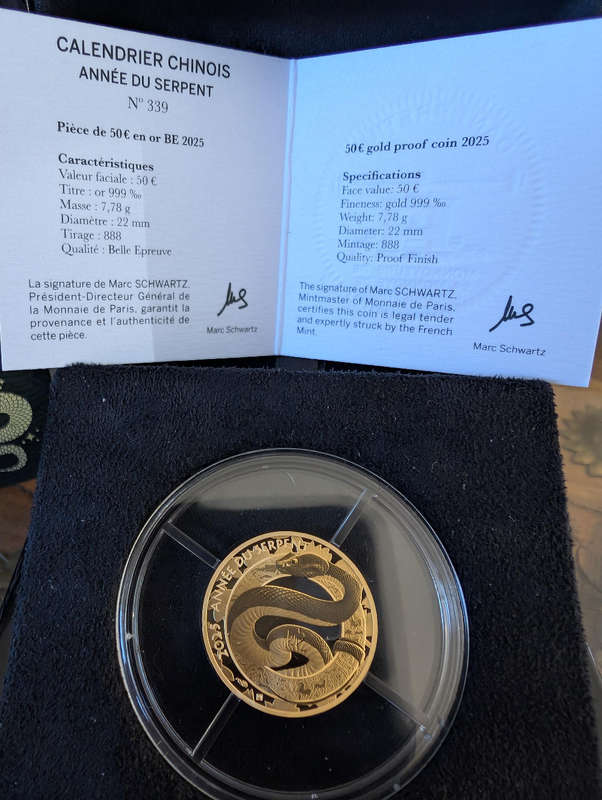 CALENDRIER CHINOIS
ANNÉE DU SERPENT
N° 339
Pièce de 50 € en or BE 2025
Caractéristiques
Valeur faciale : 50 €
Titre : or 999 ‰
Masse : 7,78 g
Diamètre : 22 mm
Tirage : 888
Qualité : Belle Epreuve
La signature de Marc SCHWARTZ,
Président-Directeur Général de
la Monnaie de Paris, garantit la
provenance et l'authenticité de
cette pièce.
Marc Schwartz
50 € gold proof coin 2025
Specifications
Face value: 50 €
Fineness: gold 999 ‰
Weight: 7,78 g
Diameter: 22 mm
Mintage: 888
Quality: Proof Finish
The signature of Marc SCHWARTZ,
Mintmaster of Monnaie de Paris,
certifies this coin is legal tender
and expertly struck by the French
Mint.
Marc Schwartz
2025 ANNÉE DU SERPENT